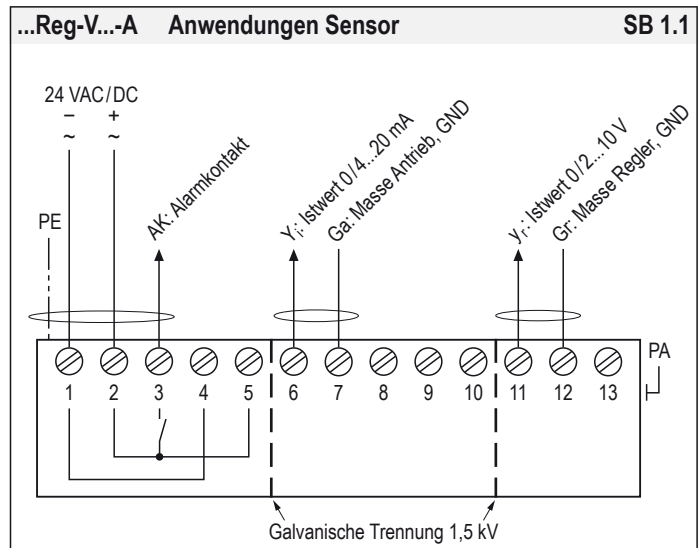 ...Reg-V...-A Anwendungen Sensor SB 1.1
24 VAC/DC
– +
~ ~
PE
AK: Alarmkontakt
Yi: Istwert 0/4...20 mA
Ga: Masse Antrieb, GND
yr: Istwert 0/2...10 V
Gr: Masse Regler, GND
PA
1 2 3 4 5 6 7 8 9 10 11 12 13
Galvanische Trennung 1,5 kV